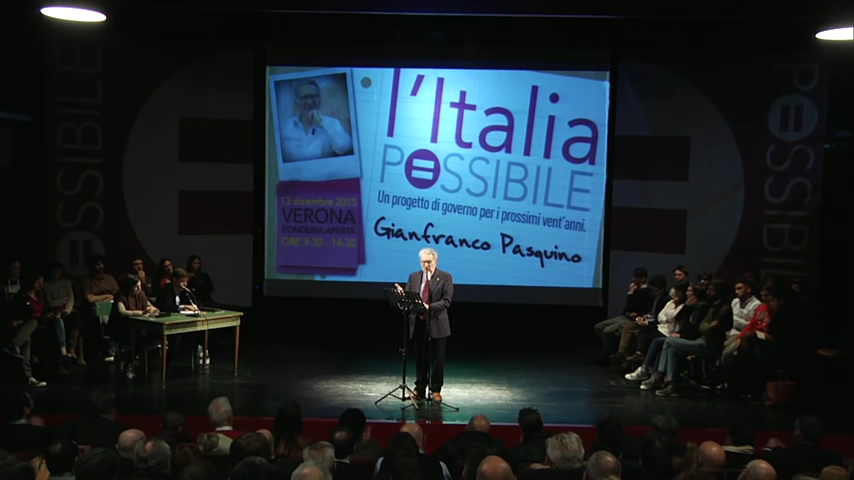 POSSIBILE
l'Italia
POSSIBILE
Un progetto di governo per i prossimi vent'anni.
13 dicembre 2015
VERONA
FONDERIA APERTA
ORE 9.30 - 14.30
Gianfranco Pasquino
POSSIBILE